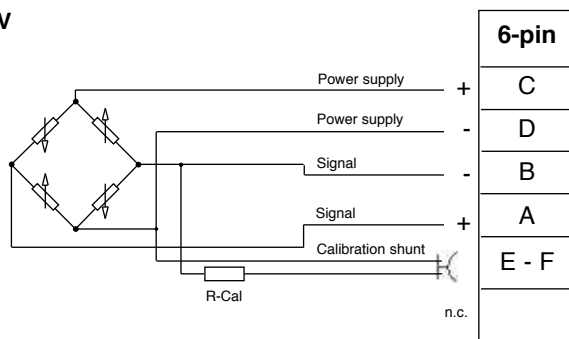 V
6-pin
Power supply + C
Power supply - D
Signal - B
Signal + A
Calibration shunt E - F
R-Cal
n.c.